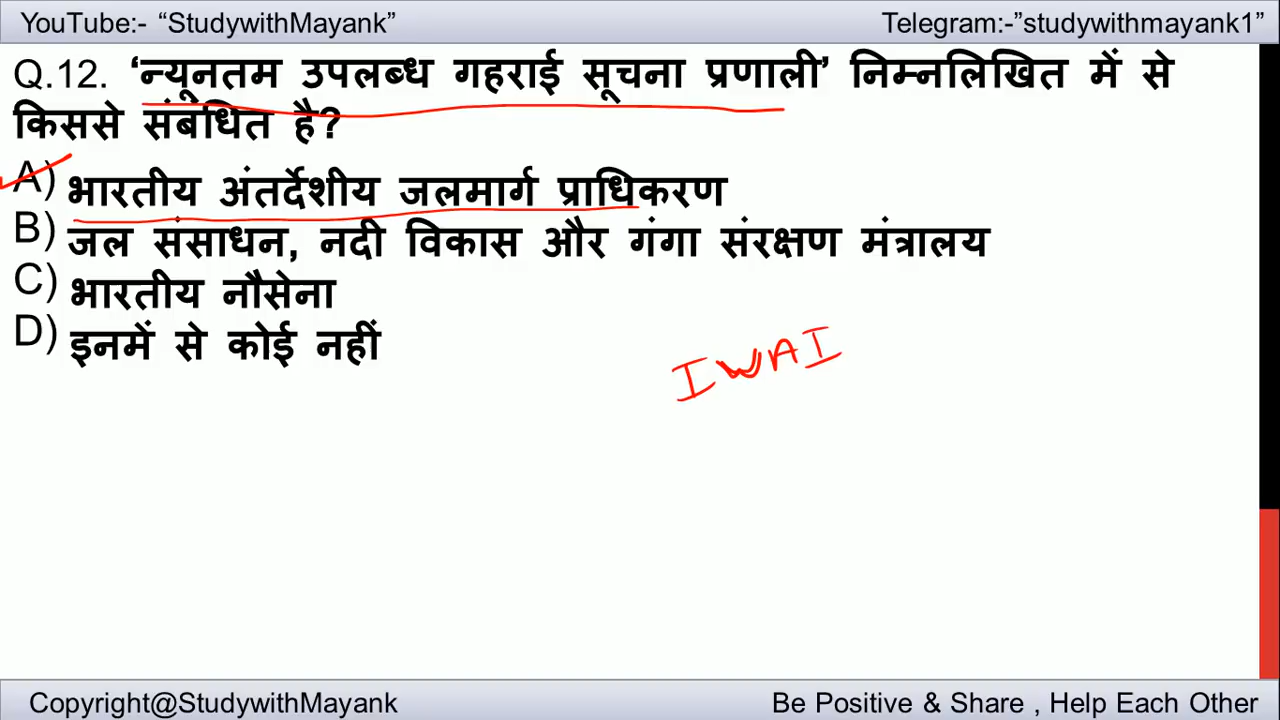 YouTube:- “StudywithMayank”
Telegram:-”studywithmayank1”
Q.12. ‘न्यूनतम उपलब्ध गहराई सूचना प्रणाली’ निम्नलिखित में से
किससे संबंधित है?
A) भारतीय अंतर्देशीय जलमार्ग प्राधिकरण
B) जल संसाधन, नदी विकास और गंगा संरक्षण मंत्रालय
C) भारतीय नौसेना
D) इनमें से कोई नहीं
IWAI
Copyright@StudywithMayank
Be Positive & Share , Help Each Other